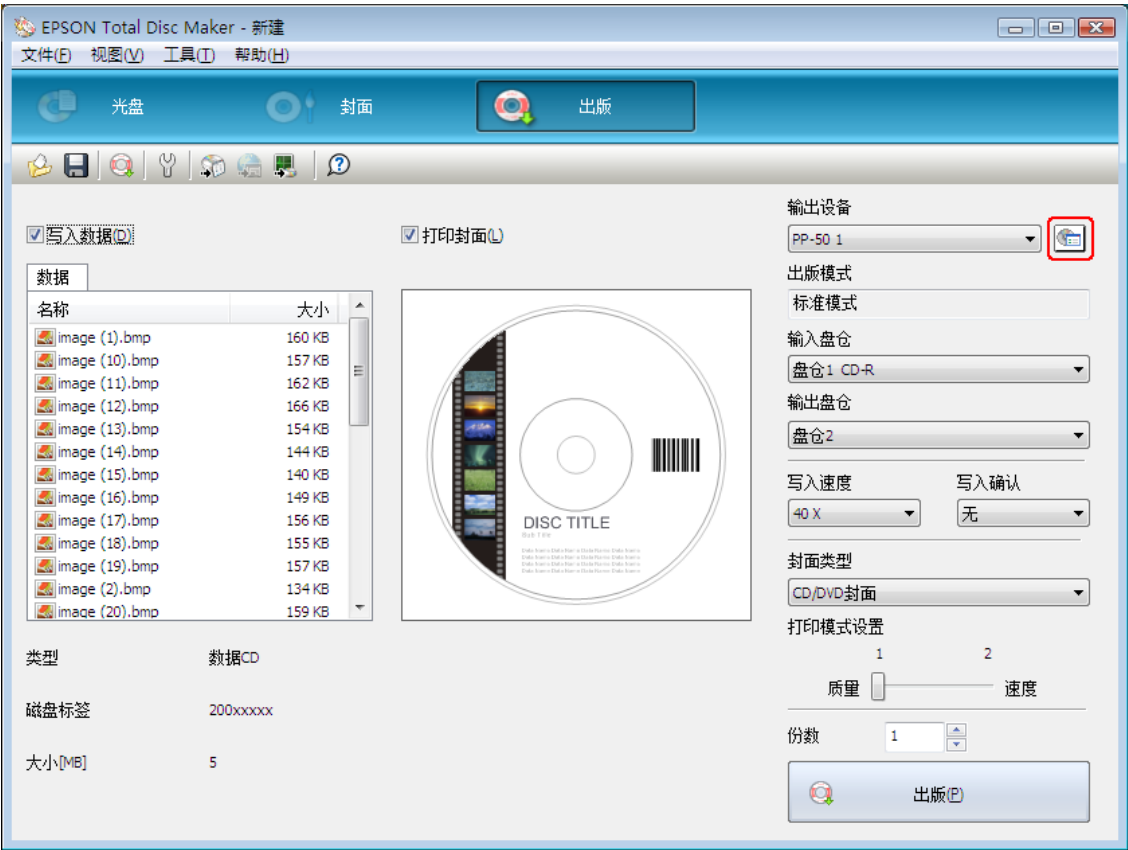 EPSON Total Disc Maker - 新建
文件(F) 视图(V) 工具(T) 帮助(H)
光盘 封面 出版
写入数据(D)
数据
名称 大小
image (1).bmp 160 KB
image (10).bmp 157 KB
image (11).bmp 162 KB
image (12).bmp 166 KB
image (13).bmp 154 KB
image (14).bmp 144 KB
image (15).bmp 140 KB
image (16).bmp 149 KB
image (17).bmp 156 KB
image (18).bmp 155 KB
image (19).bmp 157 KB
image (2).bmp 134 KB
image (20).bmp 159 KB
类型 数据CD
磁盘标签 200xxxxx
大小[MB] 5
打印封面(L)
DISC TITLE
Sub Title
输出设备
PP-50 1
出版模式
标准模式
输入盘仓
盘仓1 CD-R
输出盘仓
盘仓2
写入速度 写入确认
40 X 无
封面类型
CD/DVD封面
打印模式设置
1 2
质量 速度
份数 1
出版(P)